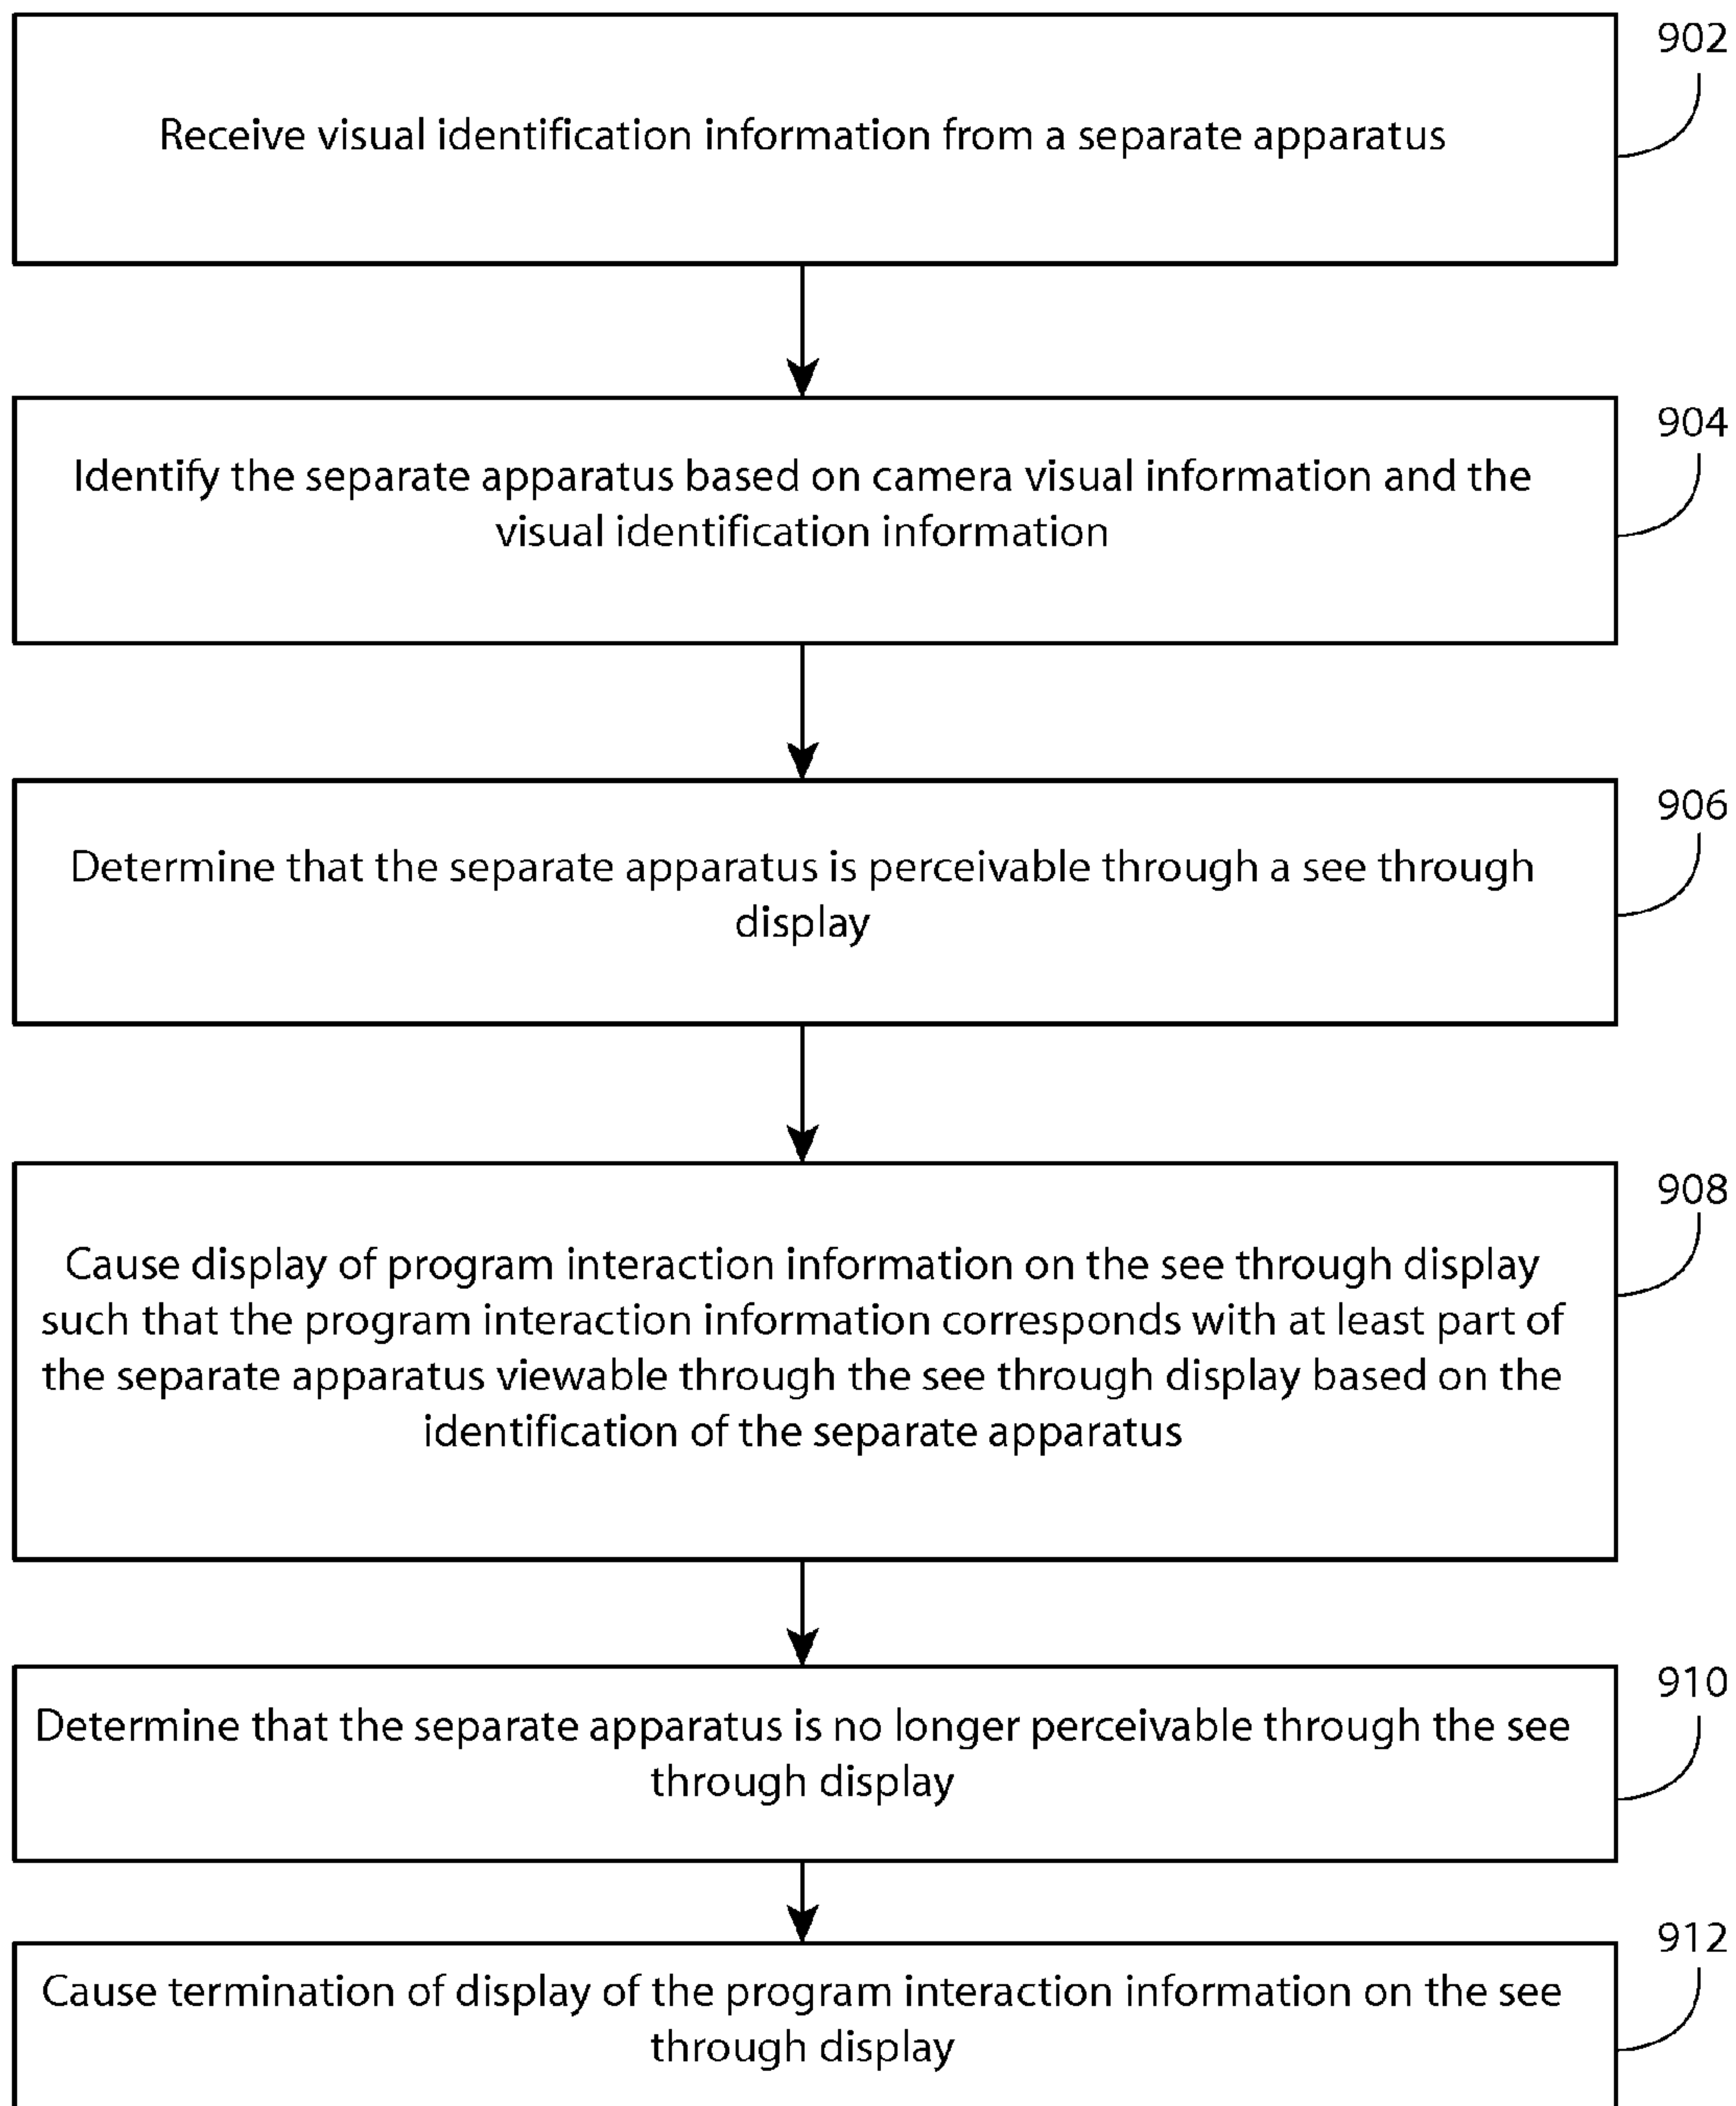 902
Receive visual identification information from a separate apparatus
904
Identify the separate apparatus based on camera visual information and the
visual identification information
906
Determine that the separate apparatus is perceivable through a see through
display
908
Cause display of program interaction information on the see through display
such that the program interaction information corresponds with at least part of
the separate apparatus viewable through the see through display based on the
identification of the separate apparatus
910
Determine that the separate apparatus is no longer perceivable through the see
through display
912
Cause termination of display of the program interaction information on the see
through display